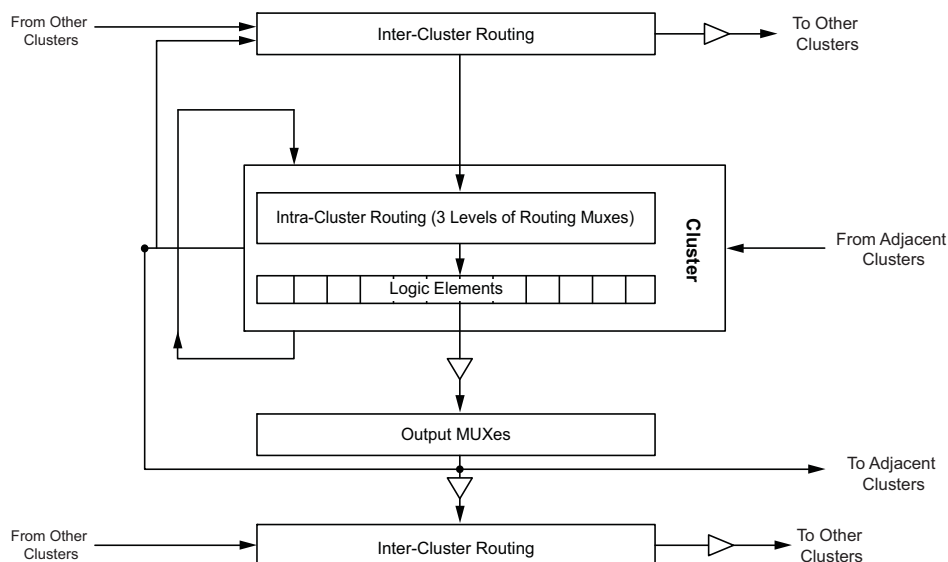 From Other
Clusters
Inter-Cluster Routing
To Other
Clusters
Intra-Cluster Routing (3 Levels of Routing Muxes)
Cluster
From Adjacent
Clusters
Logic Elements
Output MUXes
To Adjacent
Clusters
From Other
Clusters
Inter-Cluster Routing
To Other
Clusters